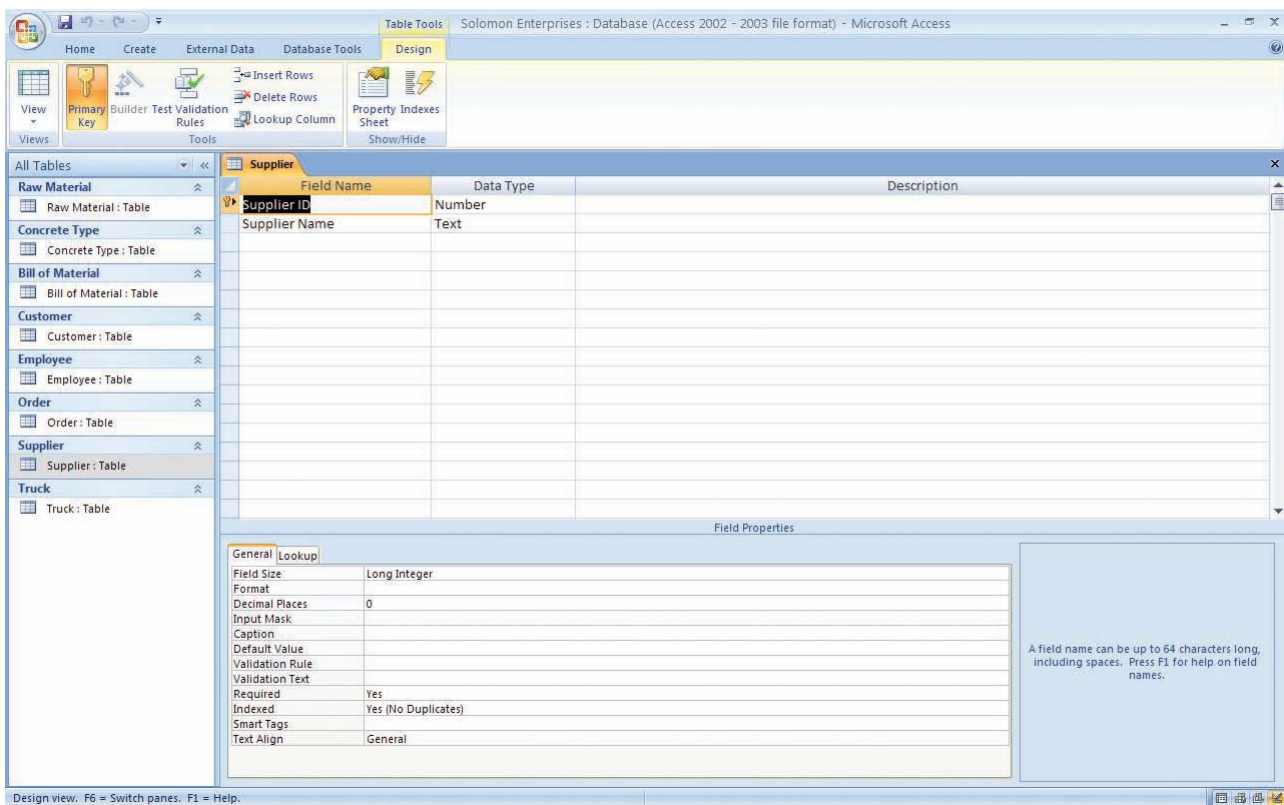 Table Tools Solomon Enterprises : Database (Access 2002 - 2003 file format) - Microsoft Access
Home Create External Data Database Tools Design
View
Primary Key
Builder
Test Validation Rules
Insert Rows
Delete Rows
Lookup Column
Property Sheet
Indexes
Views Tools Show/Hide
All Tables
Raw Material
Raw Material : Table
Concrete Type
Concrete Type : Table
Bill of Material
Bill of Material : Table
Customer
Customer : Table
Employee
Employee : Table
Order
Order : Table
Supplier
Supplier : Table
Truck
Truck : Table
Supplier
Field Name Data Type Description
Supplier ID Number
Supplier Name Text
Field Properties
General Lookup
Field Size Long Integer
Format
Decimal Places 0
Input Mask
Caption
Default Value
Validation Rule
Validation Text
Required Yes
Indexed Yes (No Duplicates)
Smart Tags
Text Align General
A field name can be up to 64 characters long,
including spaces. Press F1 for help on field
names.
Design view. F6 = Switch panes. F1 = Help.